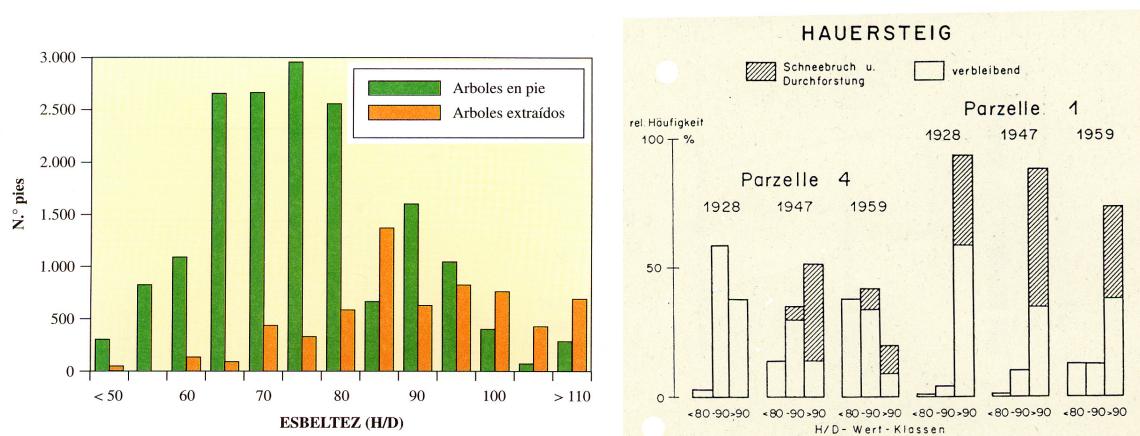 3.000
2.500
2.000
1.500
1.000
500
0
N.° pies
Arboles en pie
Arboles extraídos
< 50 60 70 80 90 100 > 110
ESBELTEZ (H/D)
HAUERSTEIG
Schneebruch u.
Durchforstung
verbleibend
rel. Häufigkeit
100 %
50
0
Parzelle 4
1928 1947 1959
Parzelle 1
1928 1947 1959
<80 -90 >90 <80 -90 >90 <80 -90 >90 <80 -90 >90 <80 -90 >90 <80 -90 >90
H/D - Wert - Klassen